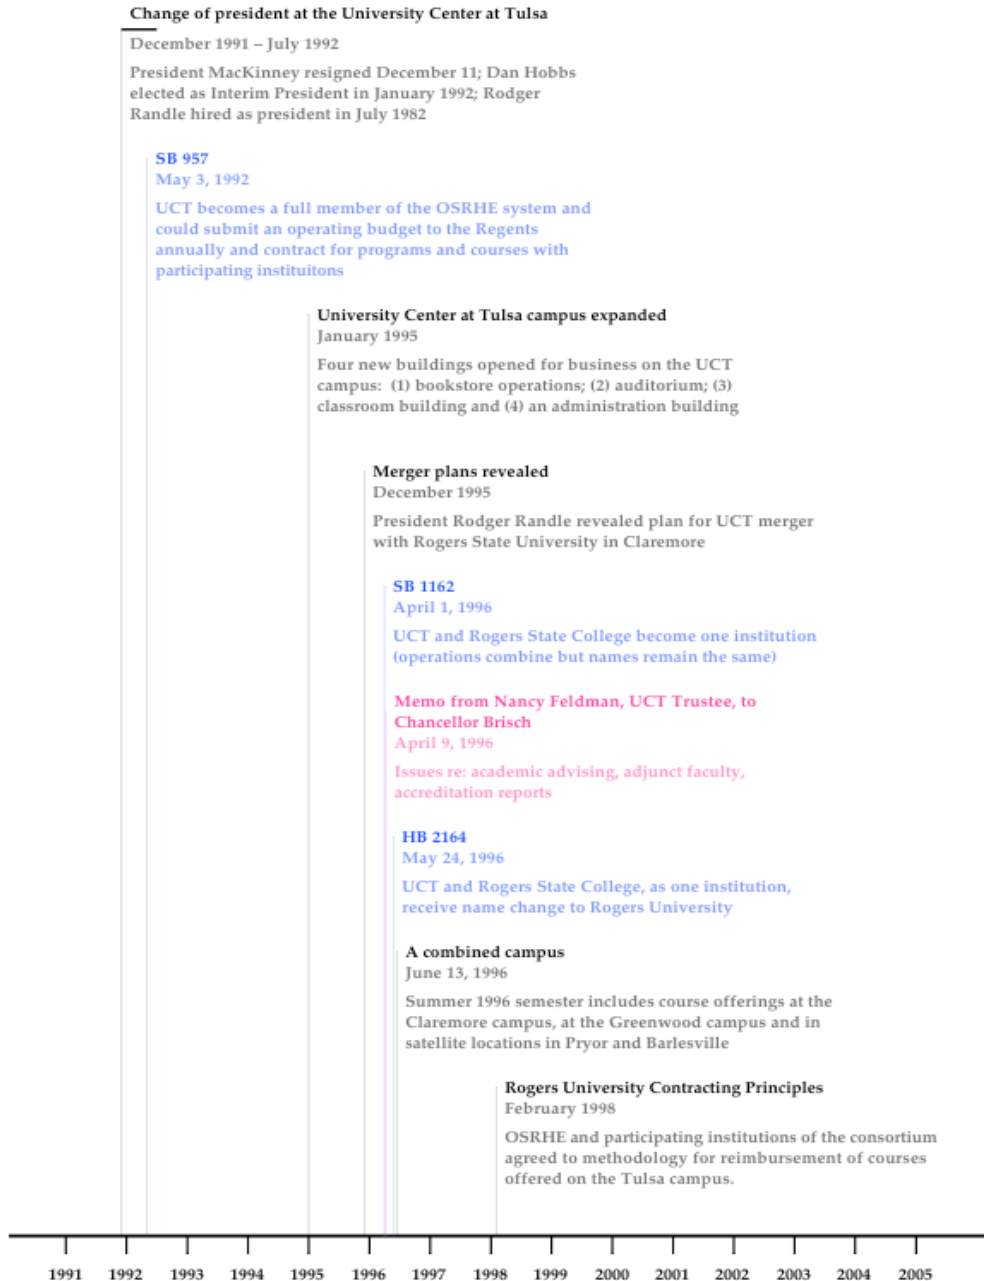 Change of president at the University Center at Tulsa
December 1991 – July 1992
President MacKinney resigned December 11; Dan Hobbs
elected as Interim President in January 1992; Rodger
Randle hired as president in July 1982
SB 957
May 3, 1992
UCT becomes a full member of the OSRHE system and
could submit an operating budget to the Regents
annually and contract for programs and courses with
participating instituitons
University Center at Tulsa campus expanded
January 1995
Four new buildings opened for business on the UCT
campus:  (1) bookstore operations; (2) auditorium; (3)
classroom building and (4) an administration building
Merger plans revealed
December 1995
President Rodger Randle revealed plan for UCT merger
with Rogers State University in Claremore
SB 1162
April 1, 1996
UCT and Rogers State College become one institution
(operations combine but names remain the same)
Memo from Nancy Feldman, UCT Trustee, to
Chancellor Brisch
April 9, 1996
Issues re: academic advising, adjunct faculty,
accreditation reports
HB 2164
May 24, 1996
UCT and Rogers State College, as one institution,
receive name change to Rogers University
A combined campus
June 13, 1996
Summer 1996 semester includes course offerings at the
Claremore campus, at the Greenwood campus and in
satellite locations in Pryor and Barlesville
Rogers University Contracting Principles
February 1998
OSRHE and participating institutions of the consortium
agreed to methodology for reimbursement of courses
offered on the Tulsa campus.
1991 1992 1993 1994 1995 1996 1997 1998 1999 2000 2001 2002 2003 2004 2005